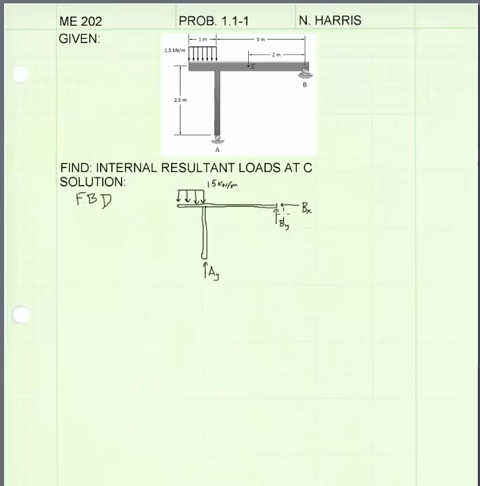 ME 202 PROB. 1.1-1 N. HARRIS
GIVEN:
1 m 3 m
1.5 kN/m
2 m
C
B
2.5 m
A
FIND: INTERNAL RESULTANT LOADS AT C
SOLUTION:
FBD
1.5 kN/m
Bx
By
Ay